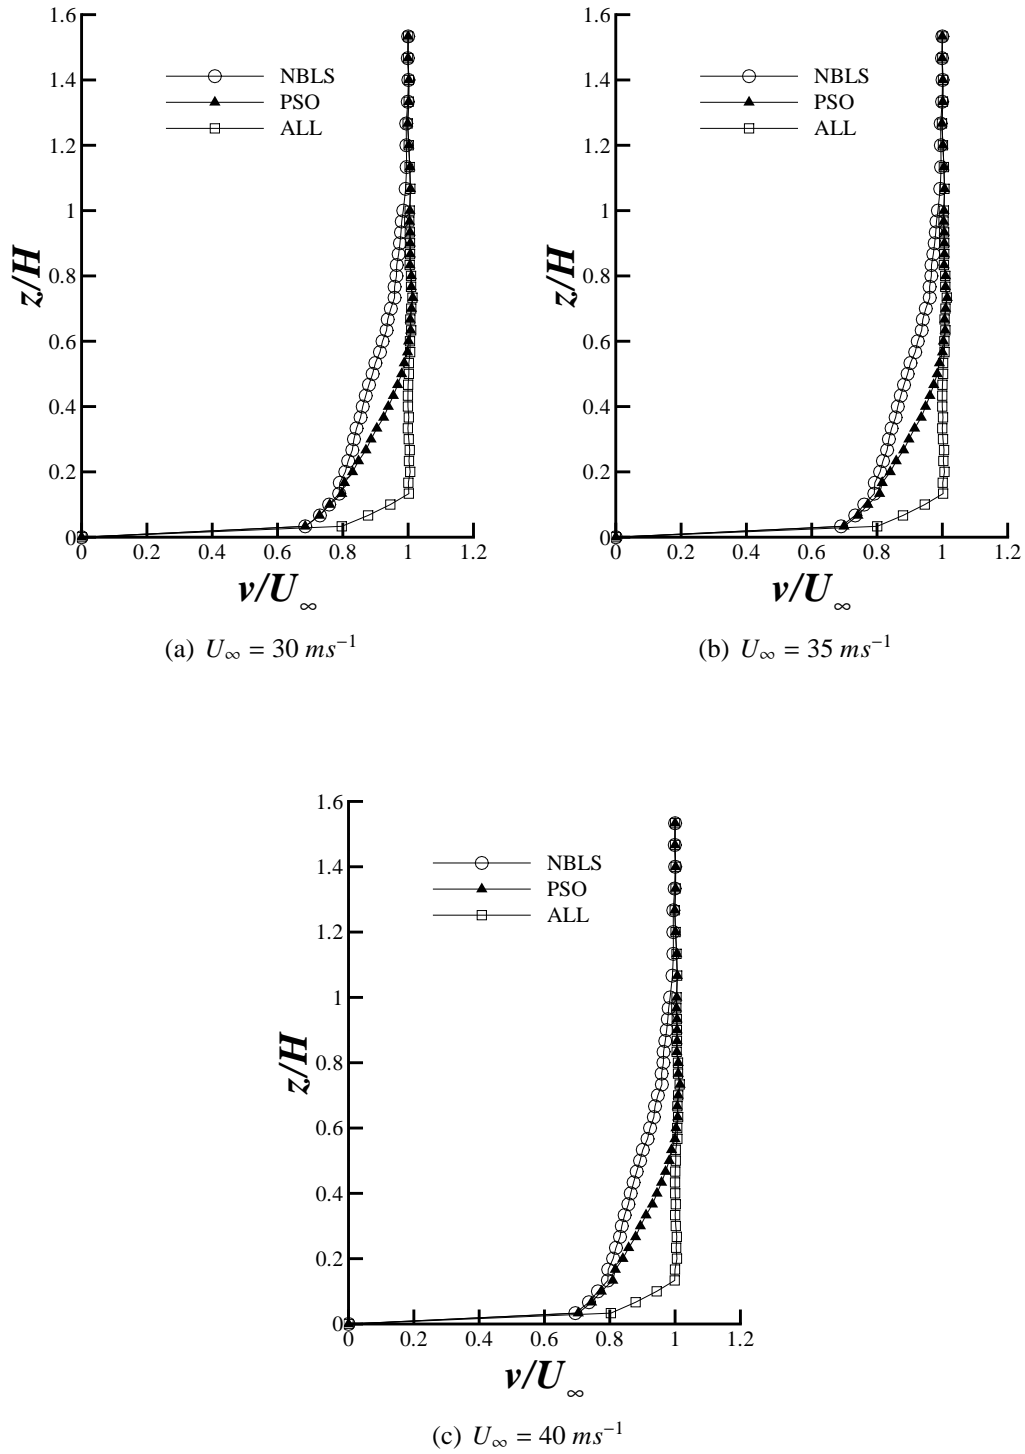 1.6
1.4
1.2
1
0.8
0.6
0.4
0.2
0
0 0.2 0.4 0.6 0.8 1 1.2
z/H
v/U∞
NBLS
PSO
ALL
(a) U∞ = 30 ms⁻¹
1.6
1.4
1.2
1
0.8
0.6
0.4
0.2
0
0 0.2 0.4 0.6 0.8 1 1.2
z/H
v/U∞
NBLS
PSO
ALL
(b) U∞ = 35 ms⁻¹
1.6
1.4
1.2
1
0.8
0.6
0.4
0.2
0
0 0.2 0.4 0.6 0.8 1 1.2
z/H
v/U∞
NBLS
PSO
ALL
(c) U∞ = 40 ms⁻¹